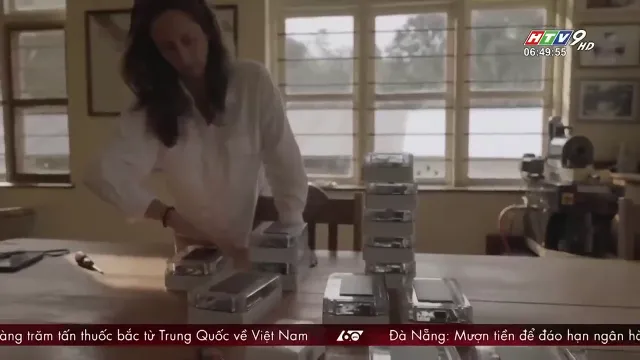 HTV9 HD
06:49:55
àng trăm tấn thuốc bắc từ Trung Quốc về Việt Nam 60 Đà Nẵng: Mượn tiền để đáo hạn ngân h